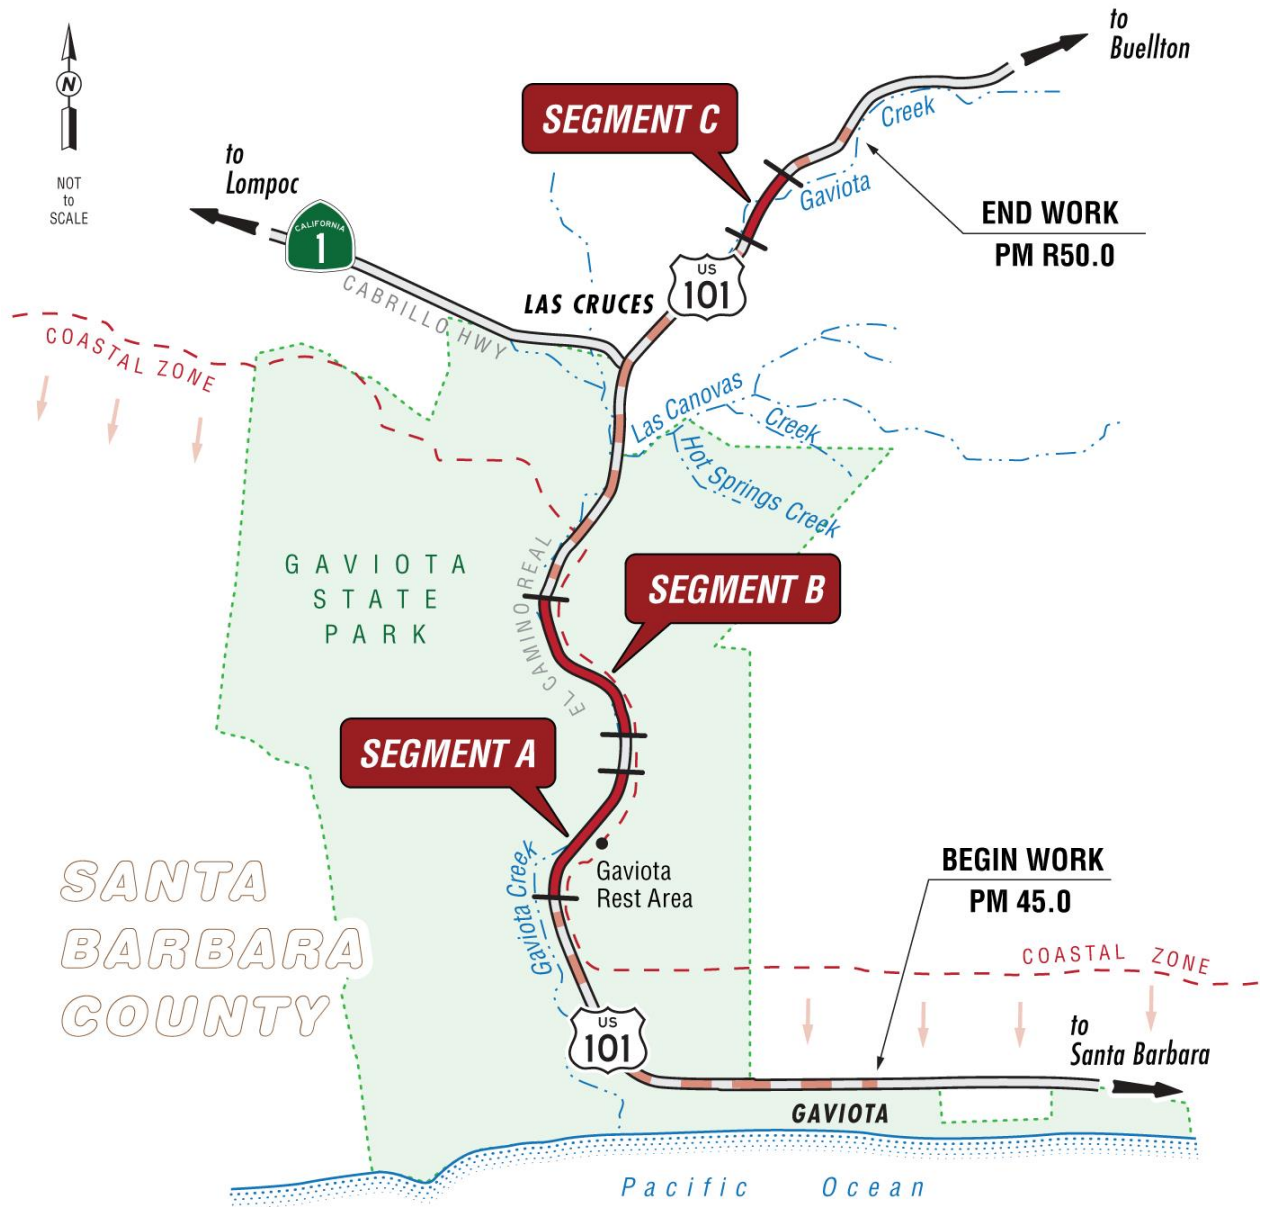 to
Buellton
N
NOT
to
SCALE
SEGMENT C
Creek
to
Lompoc
Gaviota
END WORK
PM R50.0
CALIFORNIA
1
US
101
CABRILLO HWY
LAS CRUCES
COASTAL ZONE
Las Canovas
Creek
Hot Springs Creek
GAVIOTA
STATE
PARK
EL CAMINO REAL
SEGMENT B
SEGMENT A
Gaviota Creek
Gaviota
Rest Area
BEGIN WORK
PM 45.0
SANTA
BARBARA
COUNTY
COASTAL ZONE
US
101
to
Santa Barbara
GAVIOTA
Pacific Ocean